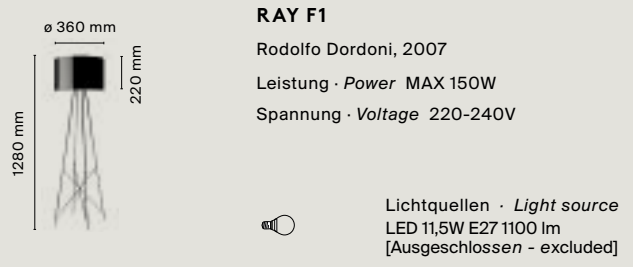 ø 360 mm
220 mm
1280 mm
RAY F1
Rodolfo Dordoni, 2007
Leistung · Power MAX 150W
Spannung · Voltage 220-240V
Lichtquellen · Light source
LED 11,5W E27 1100 lm
[Ausgeschlossen - excluded]